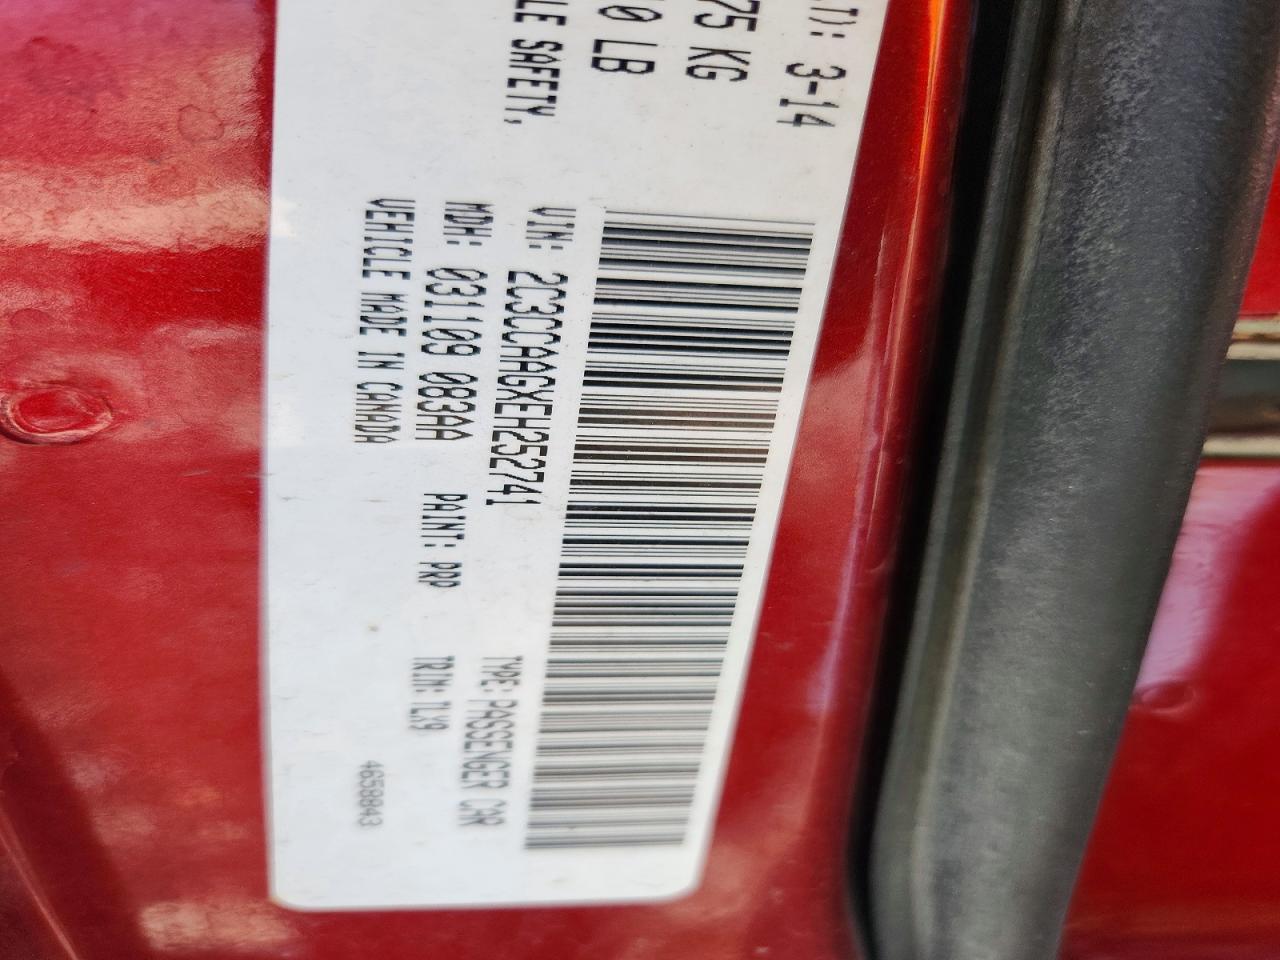 T): 3-14
75 KG
0 LB
LE SAFETY,
VIN: 2C3CCAAGXEH252741 TYPE: PASSENGER CAR
MDH: 031109 083AA PAINT: PRP TRIM: TLX9
VEHICLE MADE IN CANADA 4658843